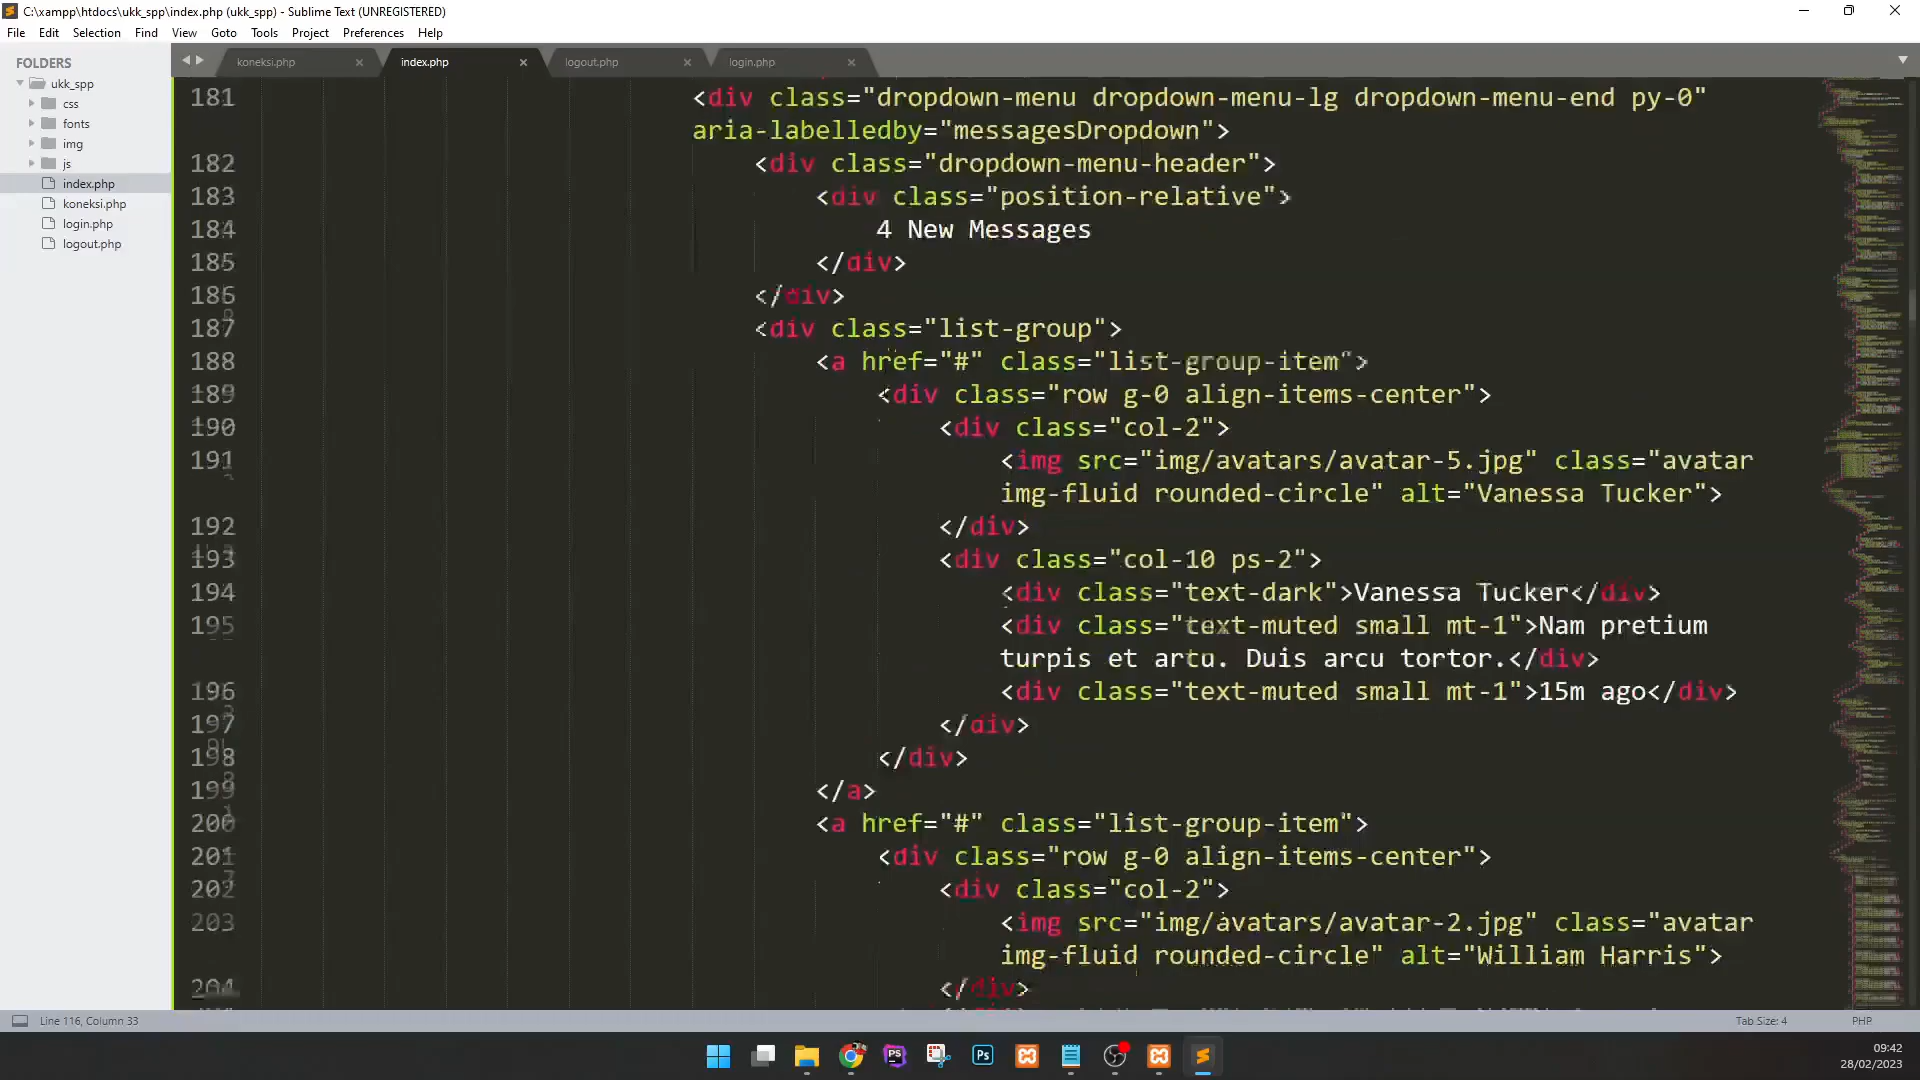 C:\xampp\htdocs\ukk_spp\index.php (ukk_spp) - Sublime Text (UNREGISTERED)
File Edit Selection Find View Goto Tools Project Preferences Help
FOLDERS
ukk_spp
css
fonts
img
js
index.php
koneksi.php
login.php
logout.php
koneksi.php index.php logout.php login.php
181 <div class="dropdown-menu dropdown-menu-lg dropdown-menu-end py-0"
aria-labelledby="messagesDropdown">
182 <div class="dropdown-menu-header">
183 <div class="position-relative">
184 4 New Messages
185 </div>
186 </div>
187 <div class="list-group">
188 <a href="#" class="list-group-item">
189 <div class="row g-0 align-items-center">
190 <div class="col-2">
191 <img src="img/avatars/avatar-5.jpg" class="avatar
img-fluid rounded-circle" alt="Vanessa Tucker">
192 </div>
193 <div class="col-10 ps-2">
194 <div class="text-dark">Vanessa Tucker</div>
195 <div class="text-muted small mt-1">Nam pretium
turpis et artu. Duis arcu tortor.</div>
196 <div class="text-muted small mt-1">15m ago</div>
197 </div>
198 </div>
199 </a>
200 <a href="#" class="list-group-item">
201 <div class="row g-0 align-items-center">
202 <div class="col-2">
203 <img src="img/avatars/avatar-2.jpg" class="avatar
img-fluid rounded-circle" alt="William Harris">
204 </div>
Line 116, Column 33
Tab Size: 4 PHP
PS Ps
09:42
28/02/2023